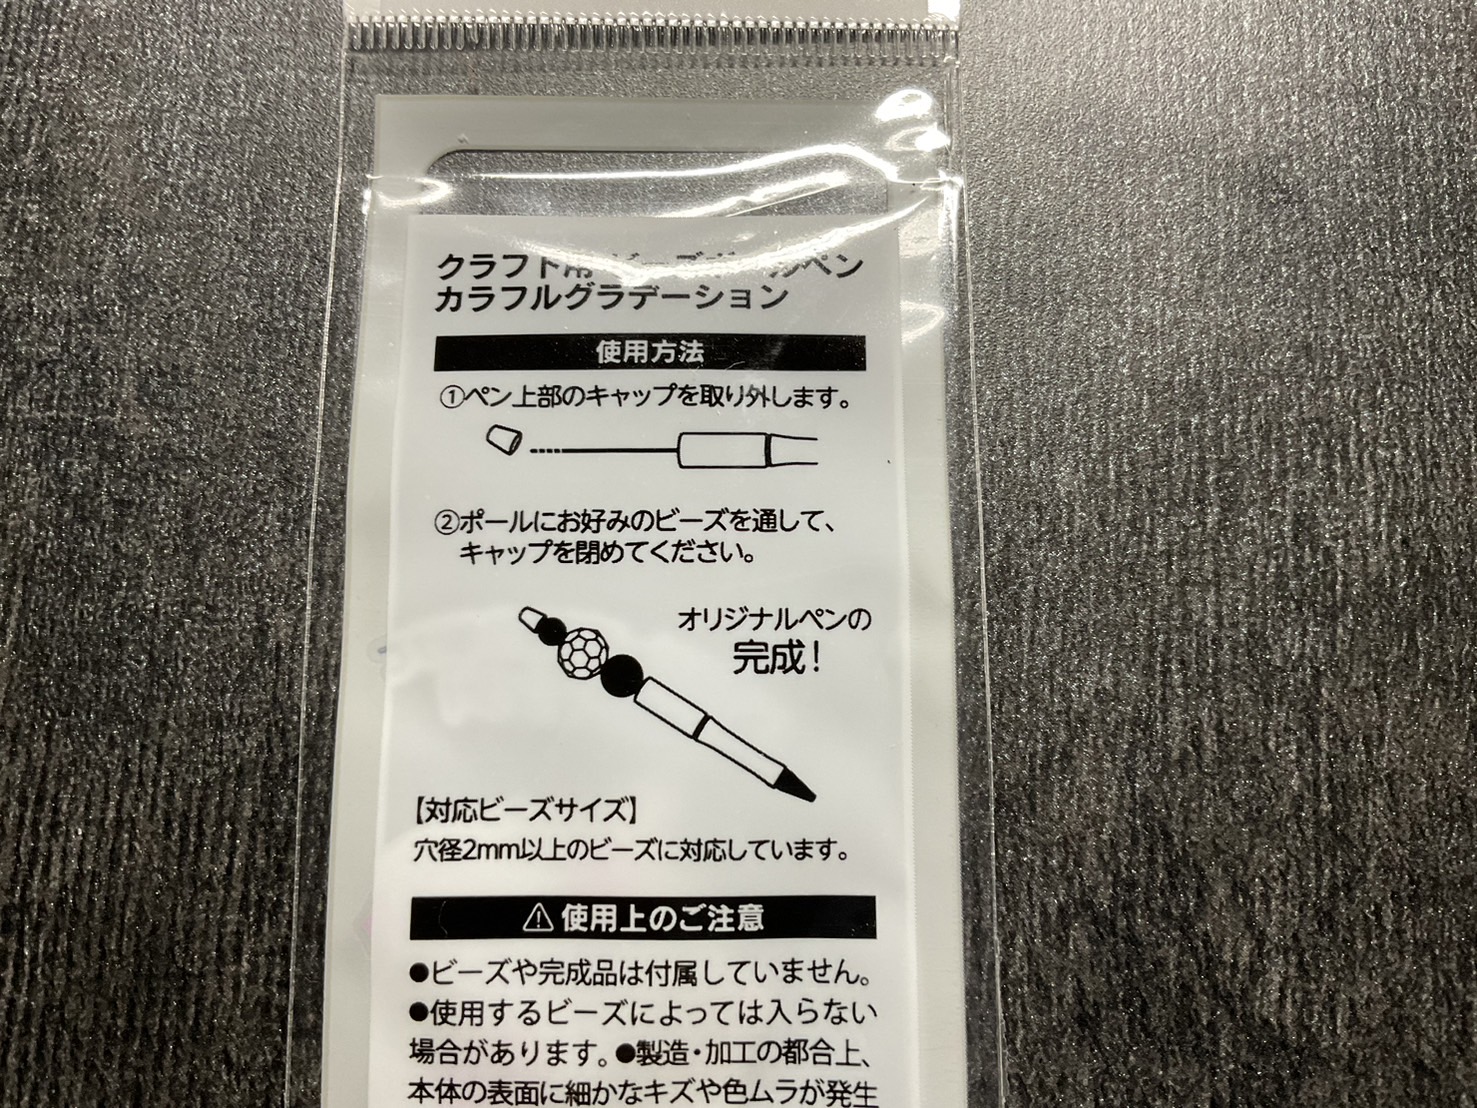 クラフト用 ビーズボールペン
カラフルグラデーション
使用方法
①ペン上部のキャップを取り外します。
②ポールにお好みのビーズを通して、
キャップを閉めてください。
オリジナルペンの
完成！
【対応ビーズサイズ】
穴径2mm以上のビーズに対応しています。
⚠使用上のご注意
●ビーズや完成品は付属していません。
●使用するビーズによっては入らない
場合があります。●製造・加工の都合上、
本体の表面に細かなキズや色ムラが発生